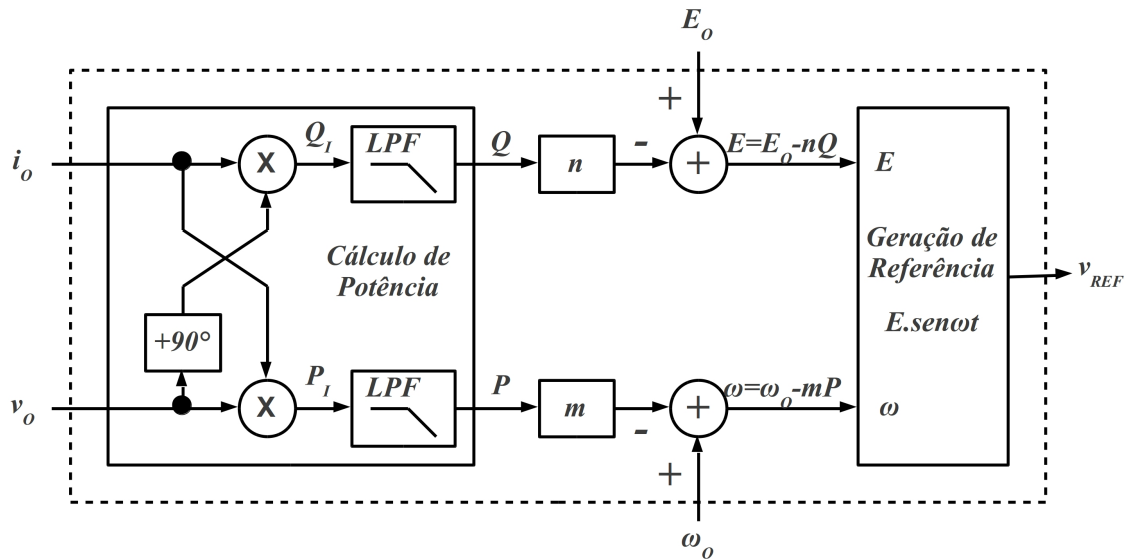 E_O
+
i_O
X
Q_I
LPF
Q
n
-
+
E=E_O-nQ
E
Cálculo de
Potência
Geração de
Referência
E.senωt
v_REF
+90°
v_O
X
P_I
LPF
P
m
-
+
ω=ω_O-mP
ω
+
ω_O